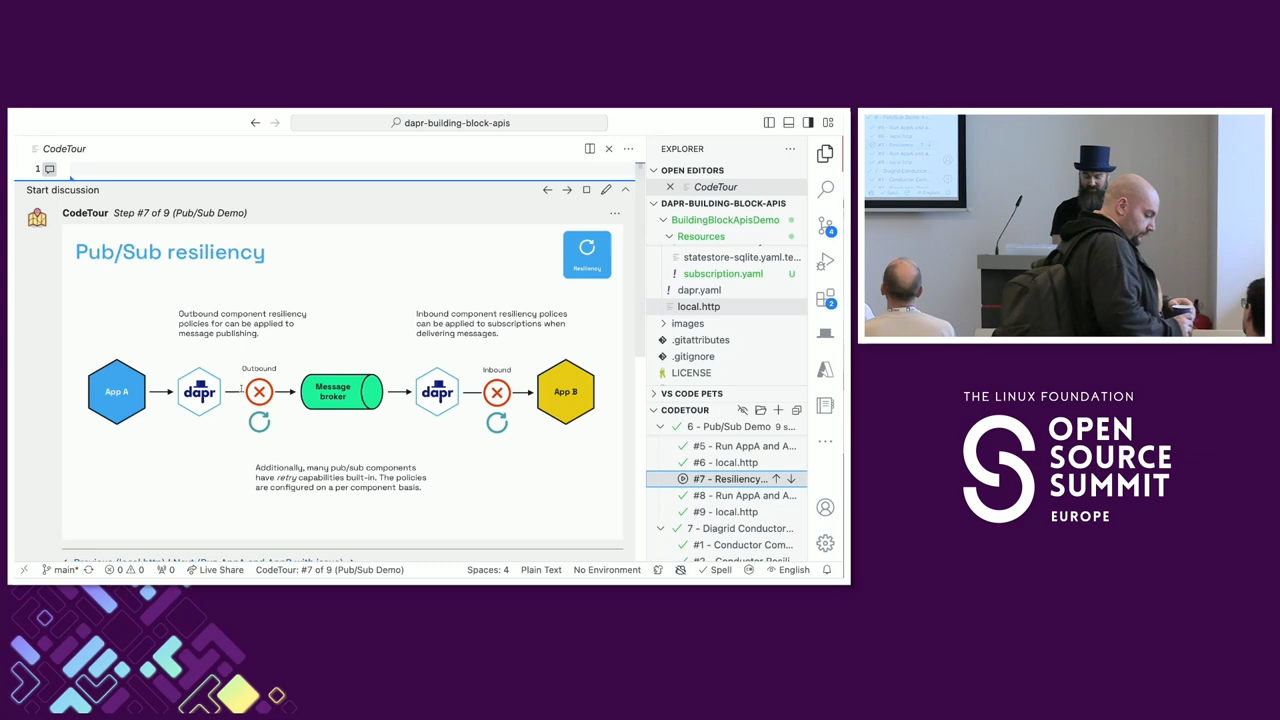 dapr-building-block-apis
CodeTour
1
Start discussion
CodeTour Step #7 of 9 (Pub/Sub Demo)
Pub/Sub resiliency
Resiliency
Outbound component resiliency
policies for can be applied to
message publishing.
Inbound component resiliency polices
can be applied to subscriptions when
delivering messages.
App A
dapr
Outbound
Message
broker
dapr
Inbound
App B
Additionally, many pub/sub components
have retry capabilities built-in. The policies
are configured on a per component basis.
EXPLORER
OPEN EDITORS
CodeTour
DAPR-BUILDING-BLOCK-APIS
BuildingBlockApisDemo
Resources
statestore-sqlite.yaml.te...
subscription.yaml U
dapr.yaml
local.http
images
.gitattributes
.gitignore
LICENSE
VS CODE PETS
CODETOUR
6 - Pub/Sub Demo 9 s...
#5 - Run AppA and A...
#6 - local.http
#7 - Resiliency...
#8 - Run AppA and A...
#9 - local.http
7 - Diagrid Conductor...
#1 - Conductor Com...
4
2
main*
0
0
0
Live Share
CodeTour: #7 of 9 (Pub/Sub Demo)
Spaces: 4
Plain Text
No Environment
Spell
English
THE LINUX FOUNDATION
OPEN
SOURCE
SUMMIT
EUROPE